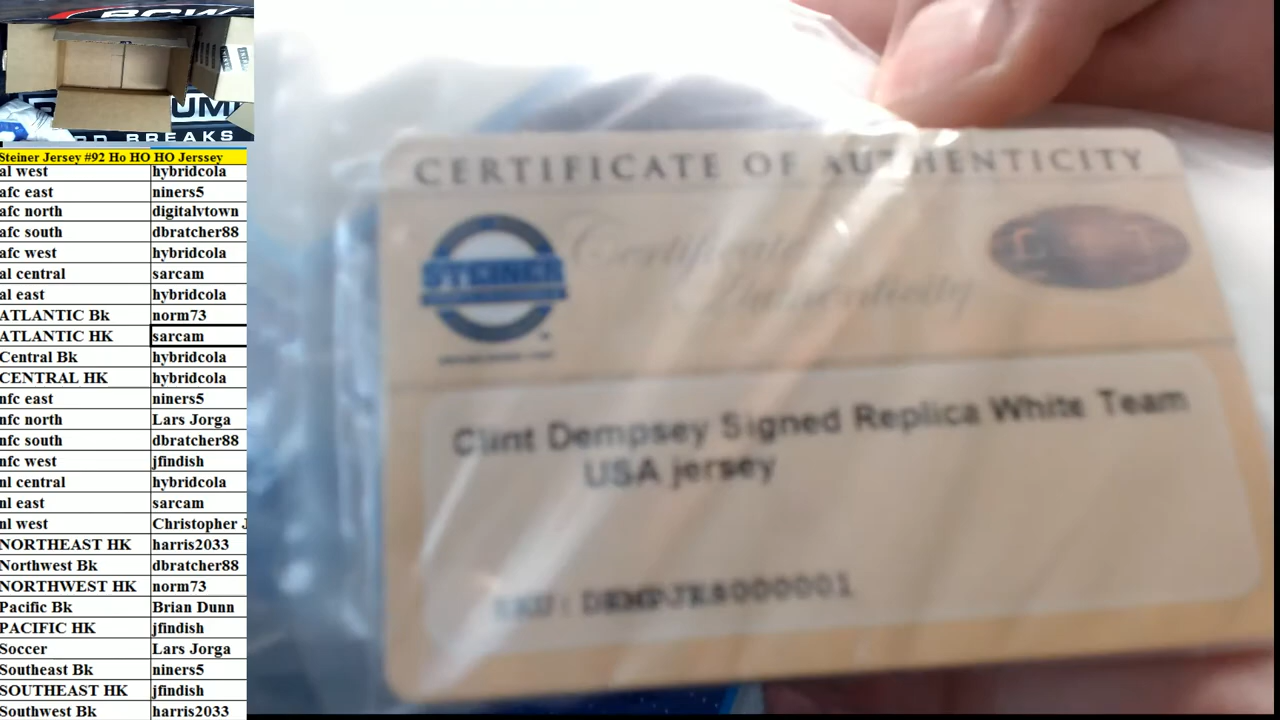 BREAKS
Steiner Jersey #92 Ho HO HO Jerssey
al west hybridcola
afc east niners5
afc north digitalvtown
afc south dbratcher88
afc west hybridcola
al central sarcam
al east hybridcola
ATLANTIC Bk norm73
ATLANTIC HK sarcam
Central Bk hybridcola
CENTRAL HK hybridcola
nfc east niners5
nfc north Lars Jorga
nfc south dbratcher88
nfc west jfindish
nl central hybridcola
nl east sarcam
nl west Christopher J
NORTHEAST HK harris2033
Northwest Bk dbratcher88
NORTHWEST HK norm73
Pacific Bk Brian Dunn
PACIFIC HK jfindish
Soccer Lars Jorga
Southeast Bk niners5
SOUTHEAST HK jfindish
Southwest Bk harris2033
CERTIFICATE OF AUTHENTICITY
STEINER
Certificate
Authenticity
Clint Dempsey Signed Replica White Team
USA jersey
SKU: DEMPJES000001